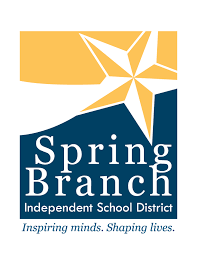 Spring
Branch
Independent School District
Inspiring minds. Shaping lives.